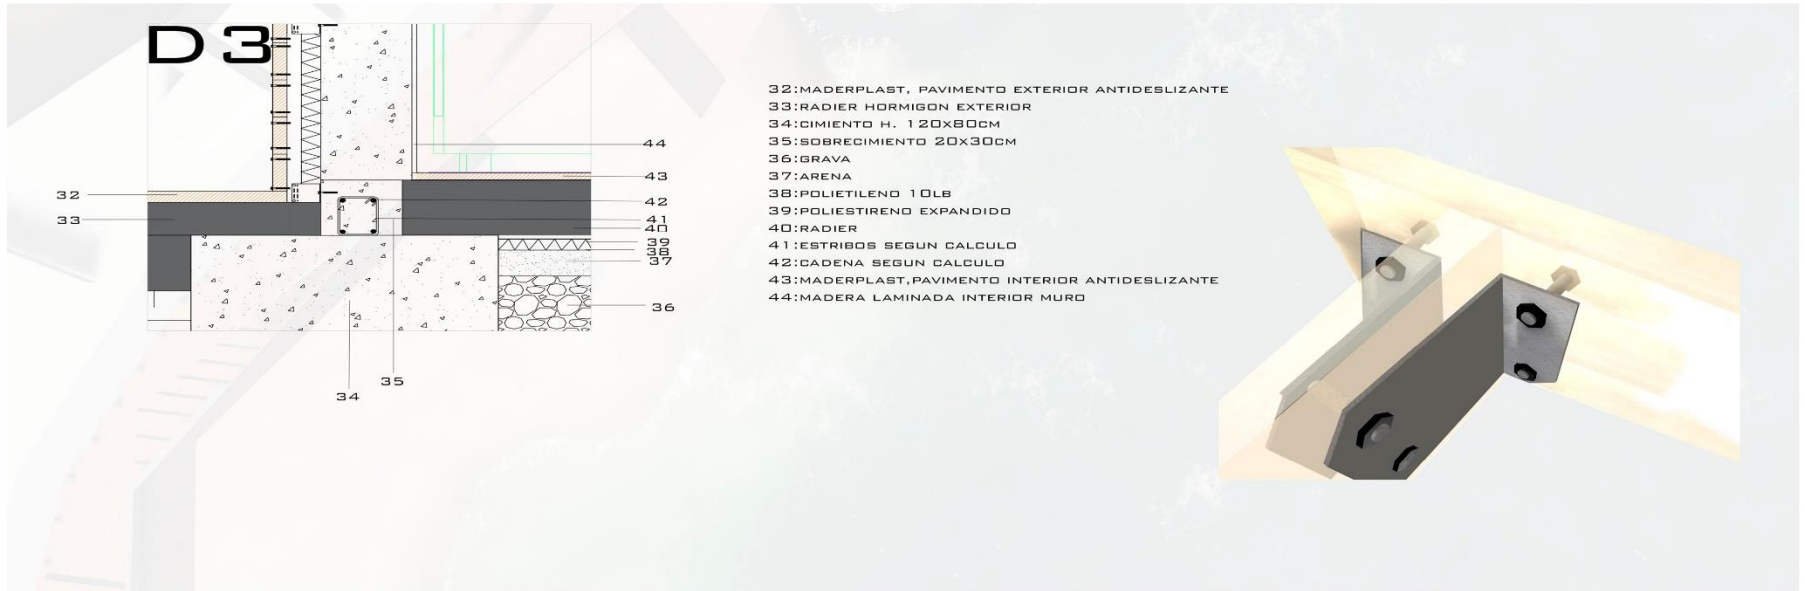 D3
44
43
32
42
33
41
40
39
38
37
36
35
34
32:MADERPLAST, PAVIMENTO EXTERIOR ANTIDESLIZANTE
33:RADIER HORMIGON EXTERIOR
34:CIMIENTO H. 120X80CM
35:SOBRECIMIENTO 20X30CM
36:GRAVA
37:ARENA
38:POLIETILENO 10LB
39:POLIESTIRENO EXPANDIDO
40:RADIER
41:ESTRIBOS SEGUN CALCULO
42:CADENA SEGUN CALCULO
43:MADERPLAST,PAVIMENTO INTERIOR ANTIDESLIZANTE
44:MADERA LAMINADA INTERIOR MURO